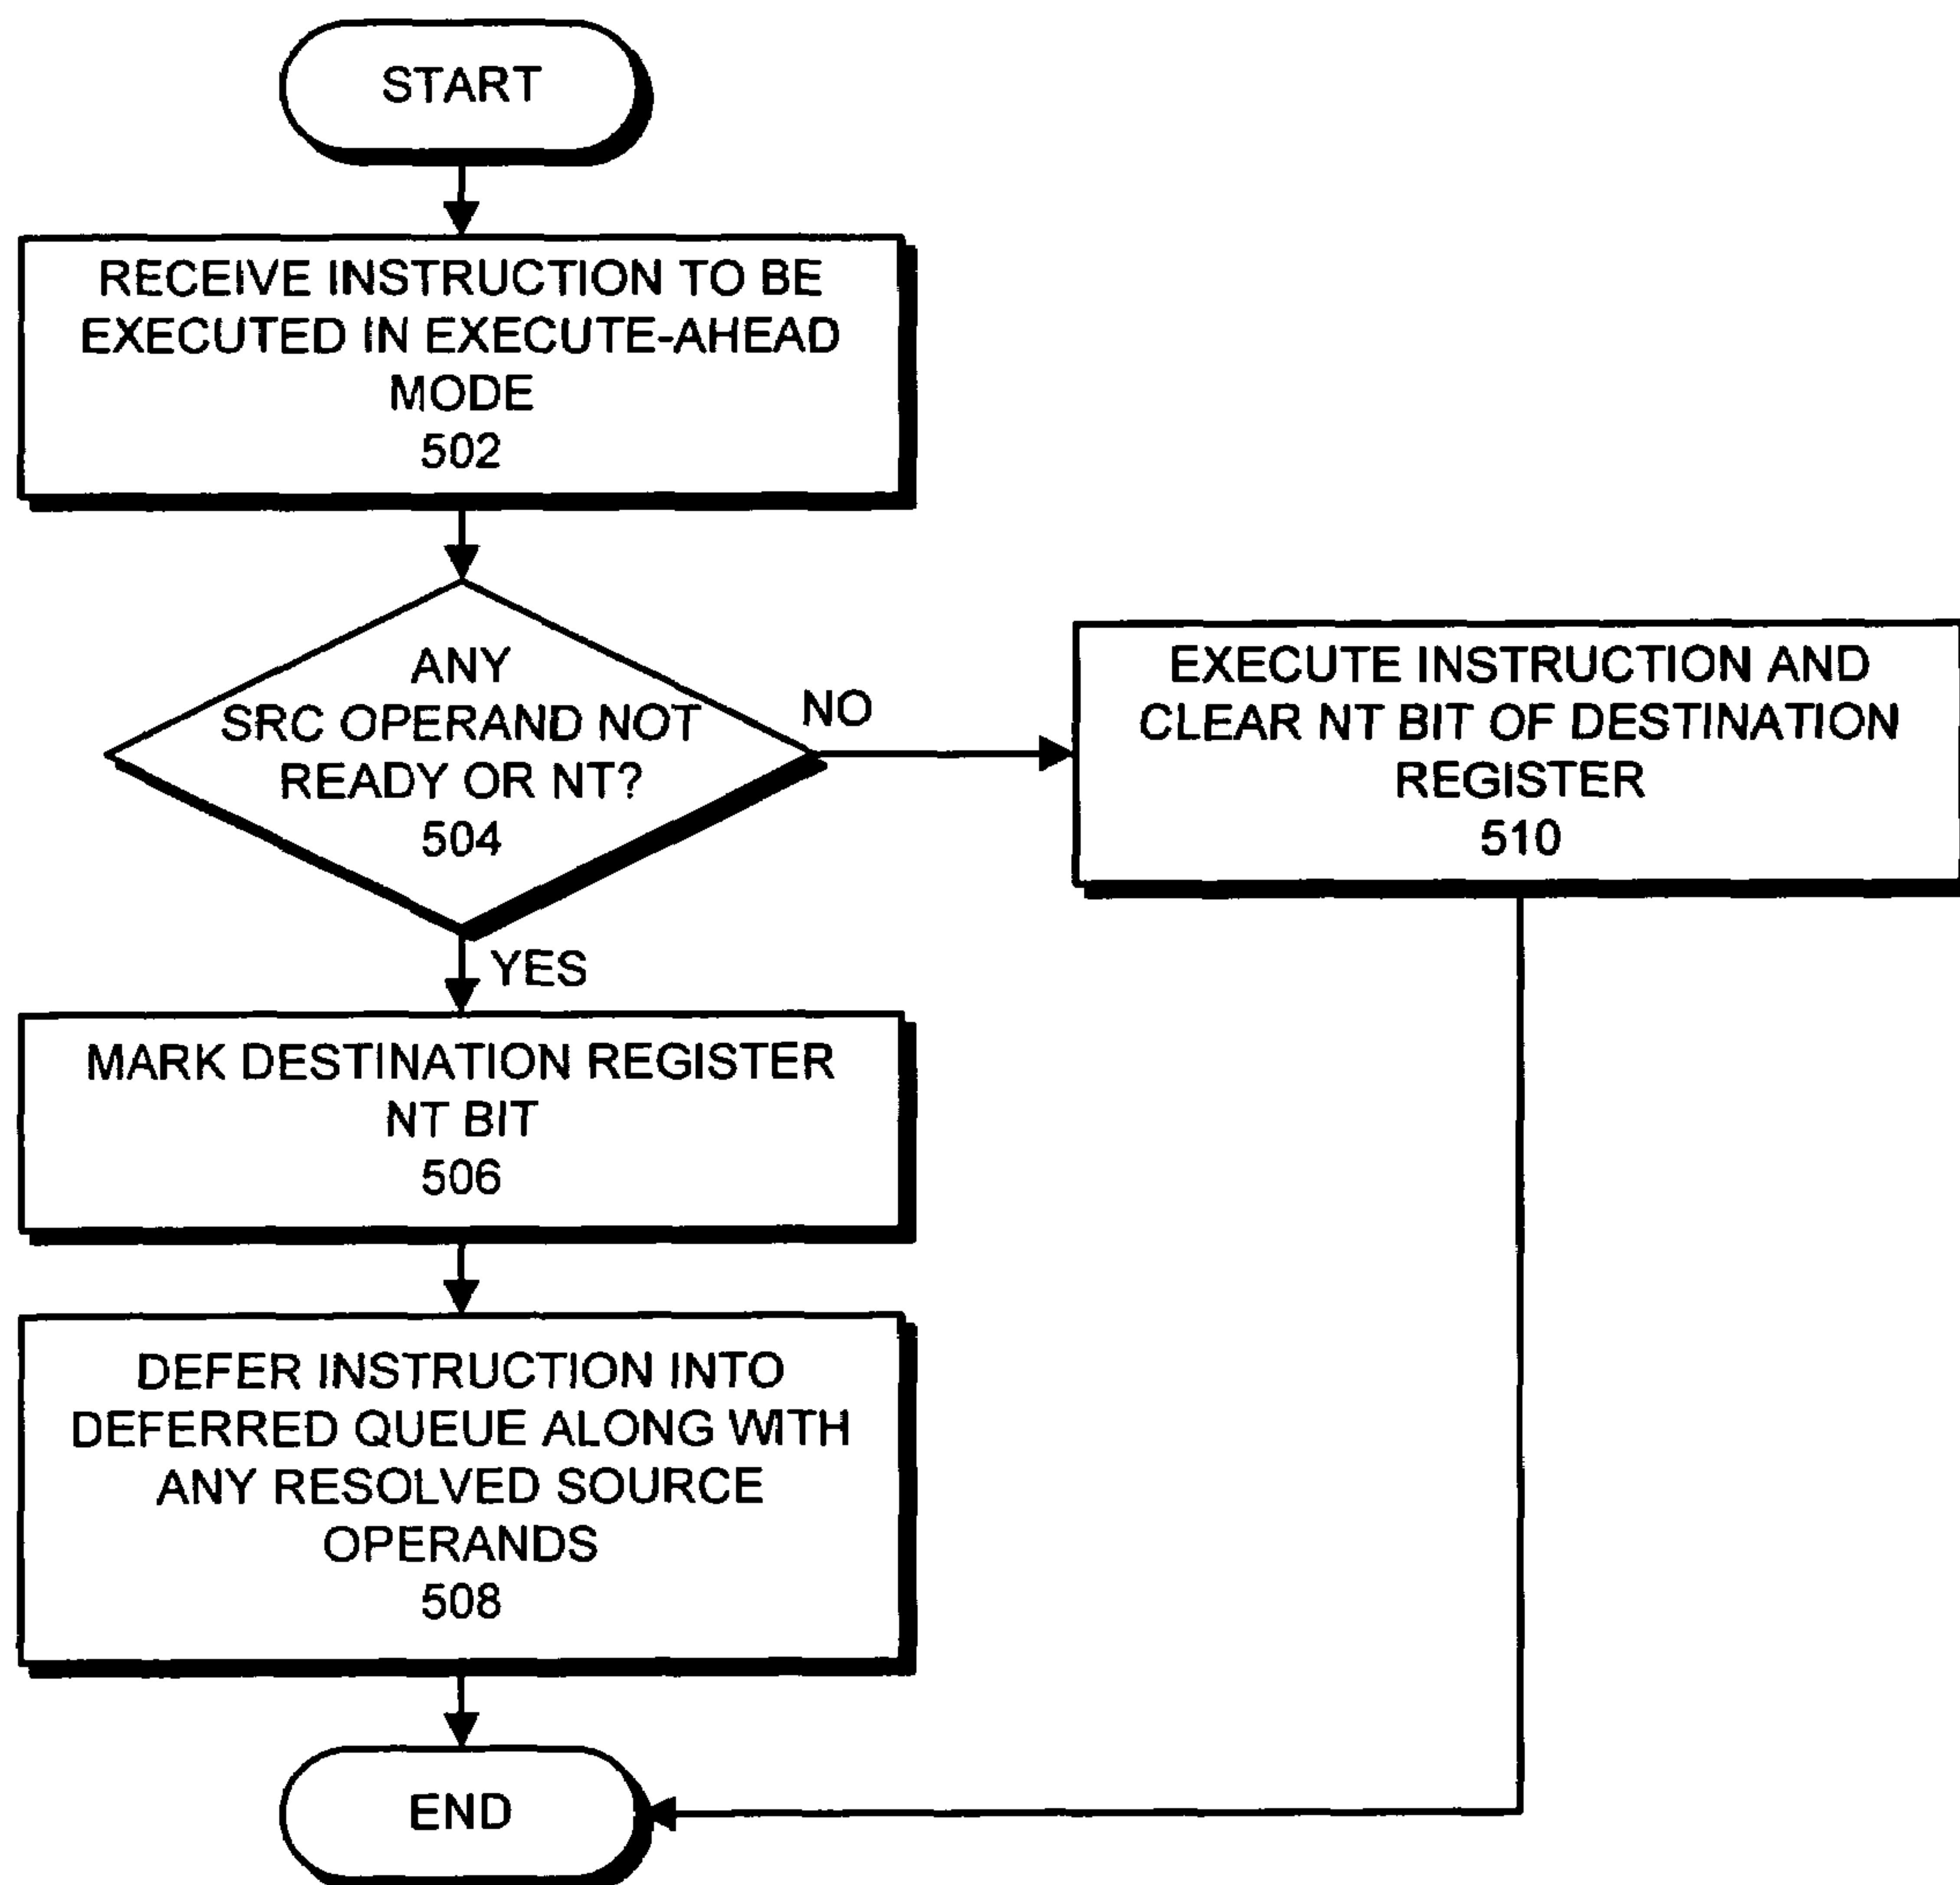 START
RECEIVE INSTRUCTION TO BE
EXECUTED IN EXECUTE-AHEAD
MODE
502
ANY
SRC OPERAND NOT
READY OR NT?
504
NO
EXECUTE INSTRUCTION AND
CLEAR NT BIT OF DESTINATION
REGISTER
510
YES
MARK DESTINATION REGISTER
NT BIT
506
DEFER INSTRUCTION INTO
DEFERRED QUEUE ALONG WITH
ANY RESOLVED SOURCE
OPERANDS
508
END